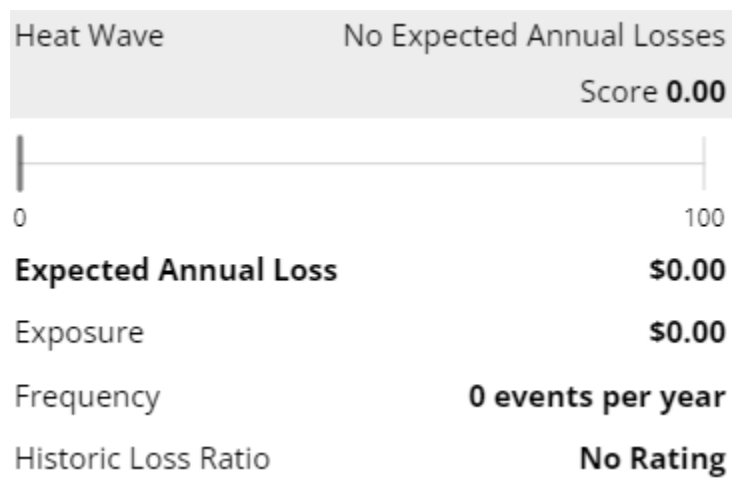 Heat Wave No Expected Annual Losses
Score 0.00
0 100
Expected Annual Loss $0.00
Exposure $0.00
Frequency 0 events per year
Historic Loss Ratio No Rating